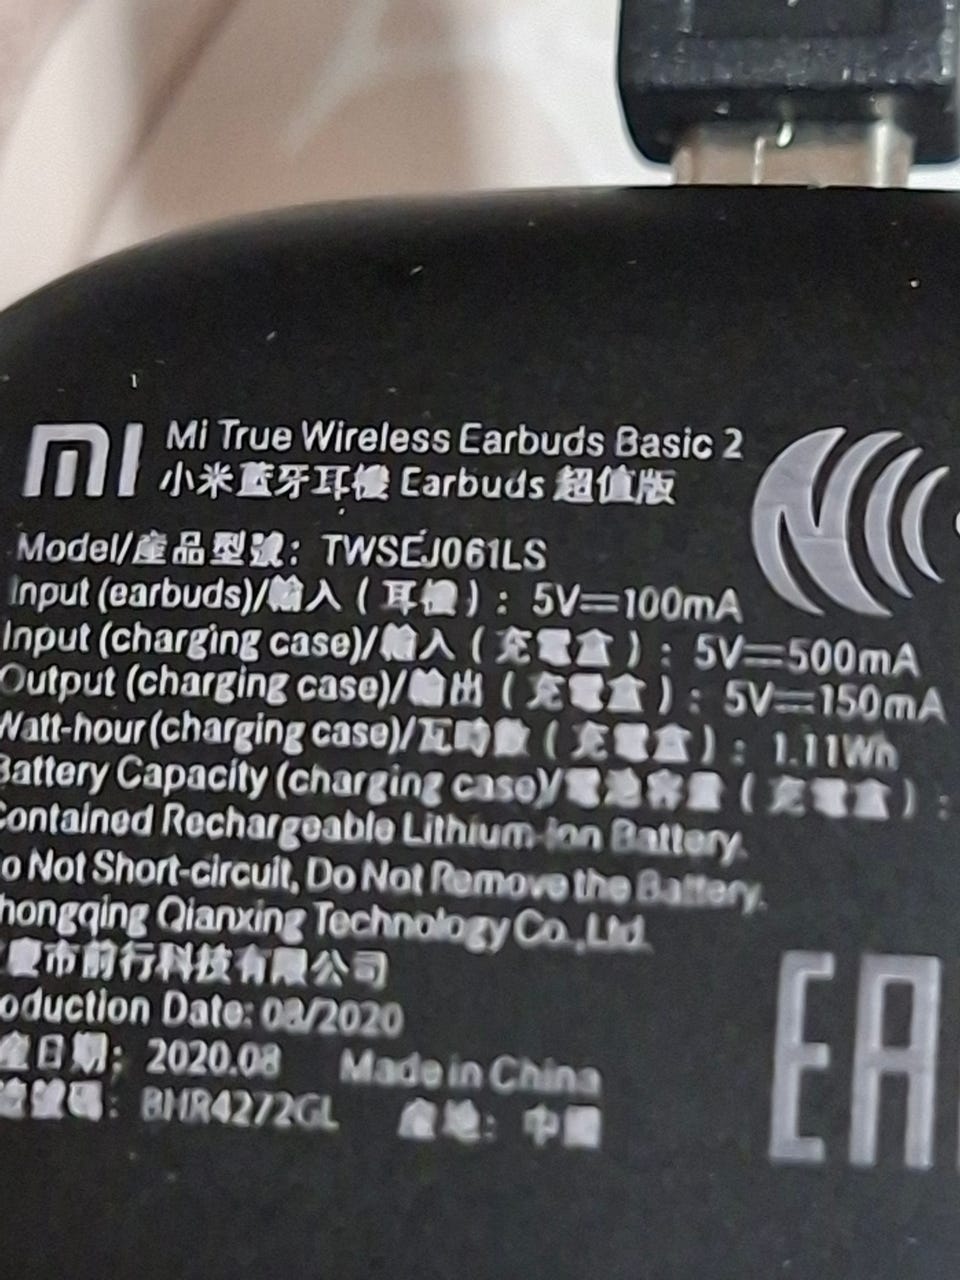 mi
Mi True Wireless Earbuds Basic 2
小米藍牙耳機 Earbuds 超值版
Model/產品型號: TWSEJ061LS
Input (earbuds)/輸入 ( 耳機 ) : 5V⎓100mA
Input (charging case)/輸入 ( 充電盒 ) : 5V⎓500mA
Output (charging case)/輸出 ( 充電盒 ) : 5V⎓150mA
Watt-hour (charging case)/瓦時數 ( 充電盒 ) : 1.11Wh
Battery Capacity (charging case)/電池容量 ( 充電盒 ) :
Contained Rechargeable Lithium-Ion Battery.
o Not Short-circuit, Do Not Remove the Battery.
hongqing Qianxing Technology Co.,Ltd.
慶市前行科技有限公司
oduction Date: 08/2020
產日期: 2020.08 Made in China
號碼: BHR4272GL 產地: 中國
EA